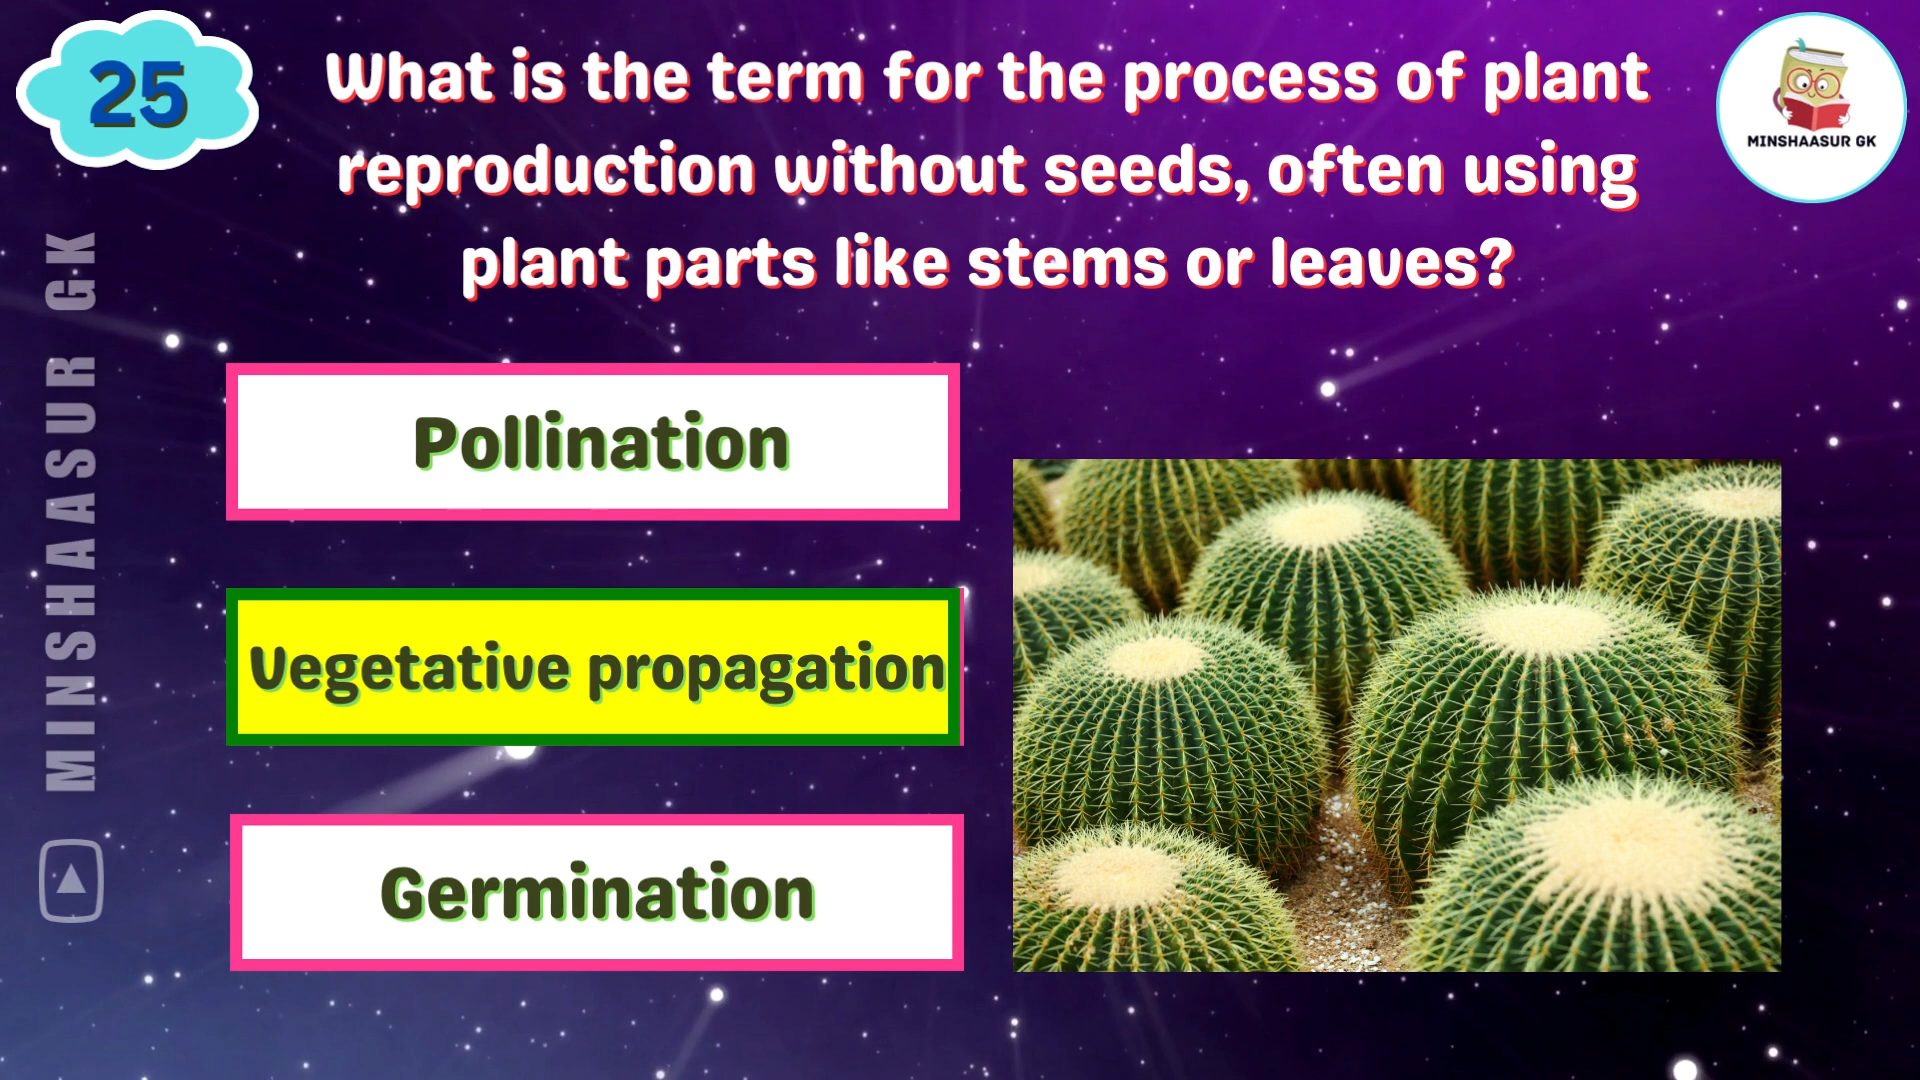 25
What is the term for the process of plant
reproduction without seeds, often using
plant parts like stems or leaves?
MINSHAASUR GK
MINSHAASUR GK
Pollination
Vegetative propagation
Germination